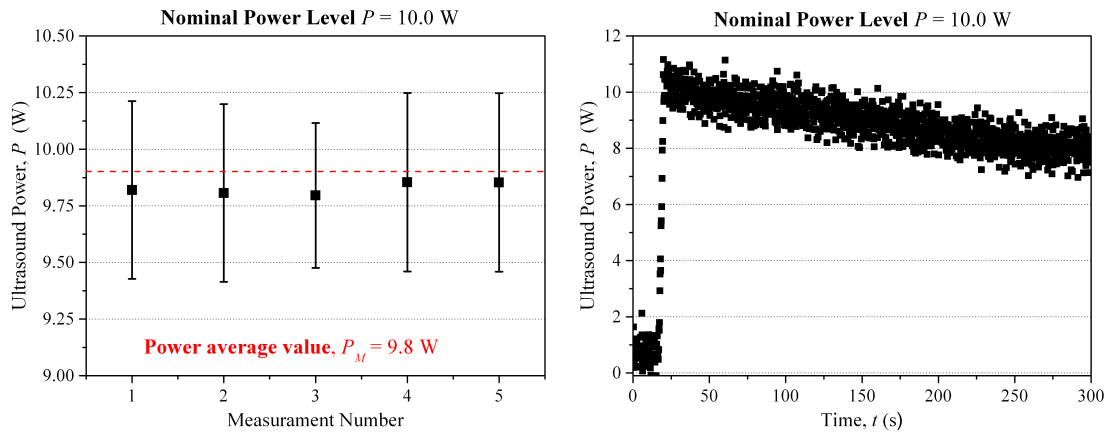 Nominal Power Level P = 10.0 W
10.50
10.25
10.00
9.75
9.50
9.25
9.00
Ultrasound Power, P (W)
Power average value, P_M = 9.8 W
1 2 3 4 5
Measurament Number
Nominal Power Level P = 10.0 W
12
10
8
6
4
2
0
Ultrasound Power, P (W)
0 50 100 150 200 250 300
Time, t (s)